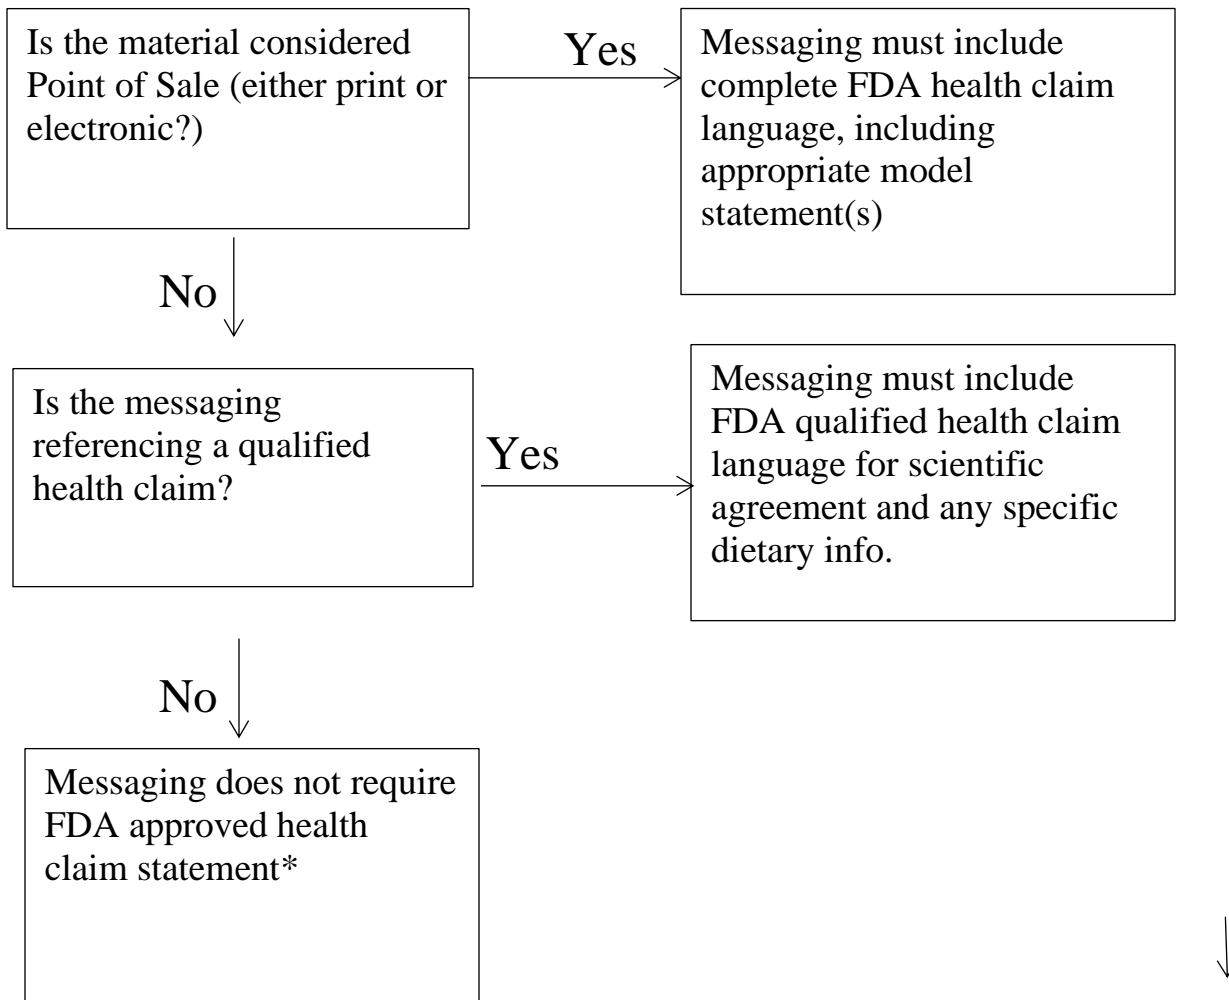 Is the material considered
Point of Sale (either print or
electronic?)
Yes
Messaging must include
complete FDA health claim
language, including
appropriate model
statement(s)
No
Is the messaging
referencing a qualified
health claim?
Yes
Messaging must include
FDA qualified health claim
language for scientific
agreement and any specific
dietary info.
No
Messaging does not require
FDA approved health
claim statement*